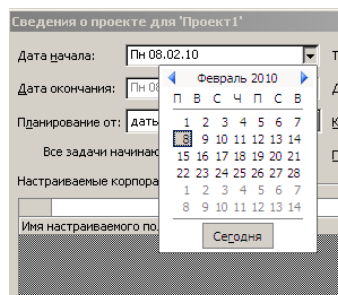 Сведения о проекте для 'Проект1'
Дата начала: Пн 08.02.10
Дата окончания: Пн
Планирование от: даты
Все задачи начинаю
Настраиваемые корпора
Имя настраиваемого по
Февраль 2010
П В С Ч П С В
1 2 3 4 5 6 7
8 9 10 11 12 13 14
15 16 17 18 19 20 21
22 23 24 25 26 27 28
1 2 3 4 5 6 7
8 9 10 11 12 13 14
Сегодня